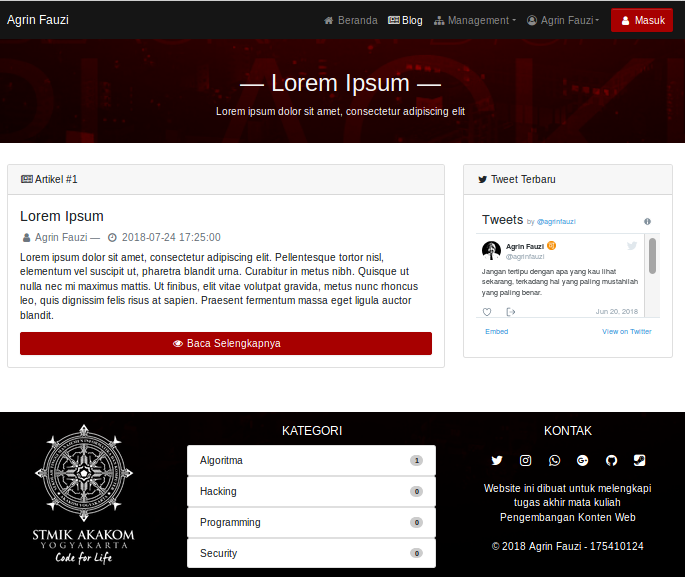 Agrin Fauzi
Beranda
Blog
Management
Agrin Fauzi
Masuk
— Lorem Ipsum —
Lorem ipsum dolor sit amet, consectetur adipiscing elit
Artikel #1
Lorem Ipsum
Agrin Fauzi — 2018-07-24 17:25:00
Lorem ipsum dolor sit amet, consectetur adipiscing elit. Pellentesque tortor nisl,
elementum vel suscipit ut, pharetra blandit urna. Curabitur in metus nibh. Quisque ut
nulla nec mi maximus mattis. Ut finibus, elit vitae volutpat gravida, metus nunc rhoncus
leo, quis dignissim felis risus at sapien. Praesent fermentum massa eget ligula auctor
blandit.
Baca Selengkapnya
Tweet Terbaru
Tweets by @agrinfauzi
Agrin Fauzi
@agrinfauzi
Jangan tertipu dengan apa yang kau lihat
sekarang, terkadang hal yang paling mustahilah
yang paling benar.
Jun 20, 2018
Embed
View on Twitter
STMIK AKAKOM
YOGYAKARTA
Code for Life
KATEGORI
Algoritma 1
Hacking 0
Programming 0
Security 0
KONTAK
Website ini dibuat untuk melengkapi
tugas akhir mata kuliah
Pengembangan Konten Web
© 2018 Agrin Fauzi - 175410124